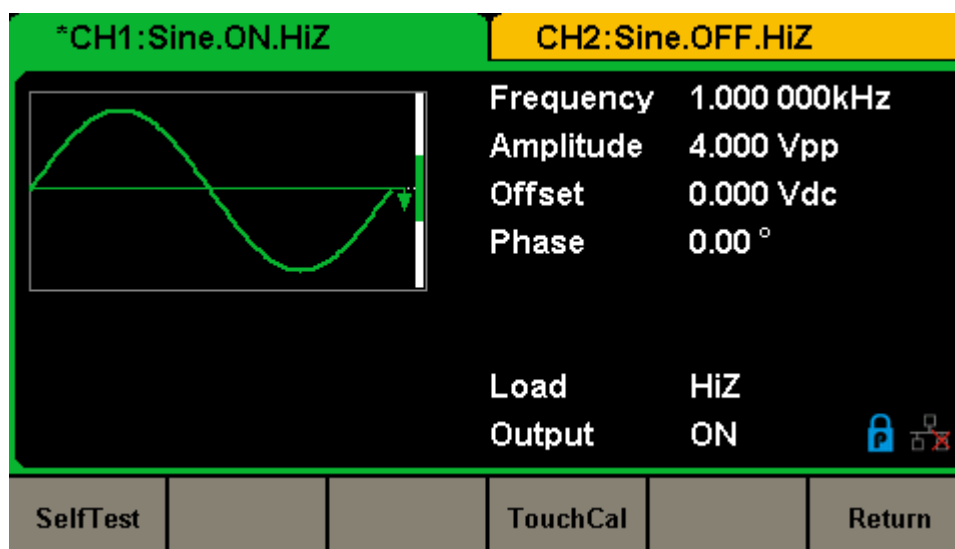 *CH1:Sine.ON.HiZ
CH2:Sine.OFF.HiZ
Frequency 1.000 000kHz
Amplitude 4.000 Vpp
Offset 0.000 Vdc
Phase 0.00 °
Load HiZ
Output ON
P
SelfTest TouchCal Return